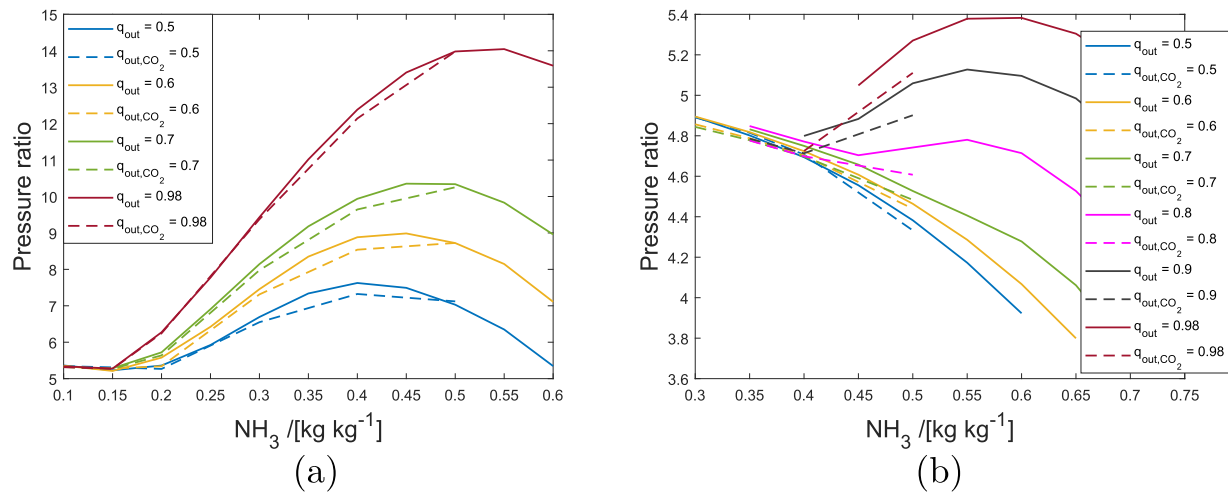 Pressure ratio
15
14
13
12
11
10
9
8
7
6
5
0.1 0.15 0.2 0.25 0.3 0.35 0.4 0.45 0.5 0.55 0.6
NH3 /[kg kg-1]
qout = 0.5
qout,CO2 = 0.5
qout = 0.6
qout,CO2 = 0.6
qout = 0.7
qout,CO2 = 0.7
qout = 0.98
qout,CO2 = 0.98
(a)
Pressure ratio
5.4
5.2
5
4.8
4.6
4.4
4.2
4
3.8
3.6
0.3 0.35 0.4 0.45 0.5 0.55 0.6 0.65 0.7 0.75
NH3 /[kg kg-1]
qout = 0.5
qout,CO2 = 0.5
qout = 0.6
qout,CO2 = 0.6
qout = 0.7
qout,CO2 = 0.7
qout = 0.8
qout,CO2 = 0.8
qout = 0.9
qout,CO2 = 0.9
qout = 0.98
qout,CO2 = 0.98
(b)